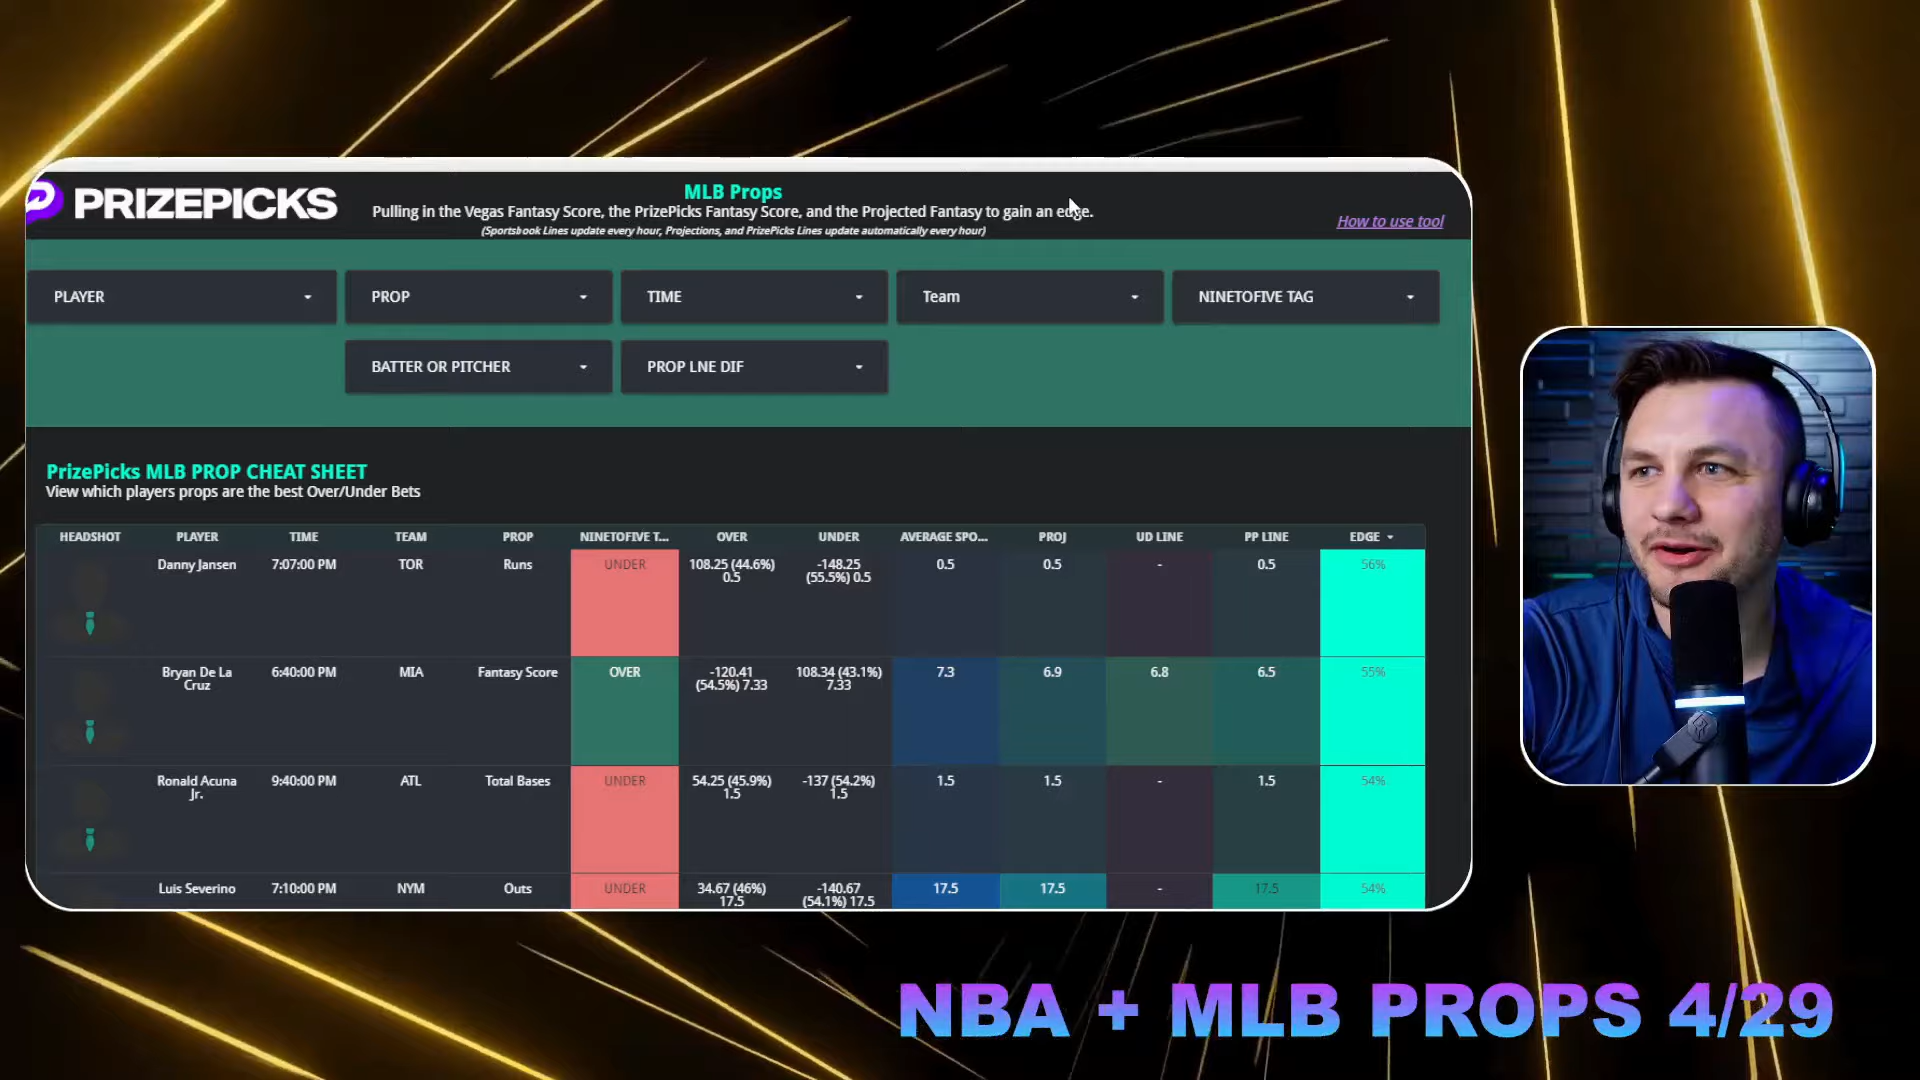 PRIZEPICKS
MLB Props
Pulling in the Vegas Fantasy Score, the PrizePicks Fantasy Score, and the Projected Fantasy to gain an edge.
(Sportsbook Lines update every hour, Projections, and PrizePicks Lines update automatically every hour)
How to use tool
PLAYER PROP TIME Team NINETOFIVE TAG
BATTER OR PITCHER PROP LNE DIF
PrizePicks MLB PROP CHEAT SHEET
View which players props are the best Over/Under Bets
HEADSHOT PLAYER TIME TEAM PROP NINETOFIVE T... OVER UNDER AVERAGE SPO... PROJ UD LINE PP LINE EDGE
Danny Jansen 7:07:00 PM TOR Runs UNDER 108.25 (44.6%) -148.25 0.5 0.5 - 0.5 56%
0.5 (55.5%) 0.5
Bryan De La 6:40:00 PM MIA Fantasy Score OVER -120.41 108.34 (43.1%) 7.3 6.9 6.8 6.5 55%
Cruz (54.5%) 7.33 7.33
Ronald Acuna 9:40:00 PM ATL Total Bases UNDER 54.25 (45.9%) -137 (54.2%) 1.5 1.5 - 1.5 54%
Jr. 1.5 1.5
Luis Severino 7:10:00 PM NYM Outs UNDER 34.67 (46%) -140.67 17.5 17.5 - 17.5 54%
17.5 (54.1%) 17.5
NBA + MLB PROPS 4/29